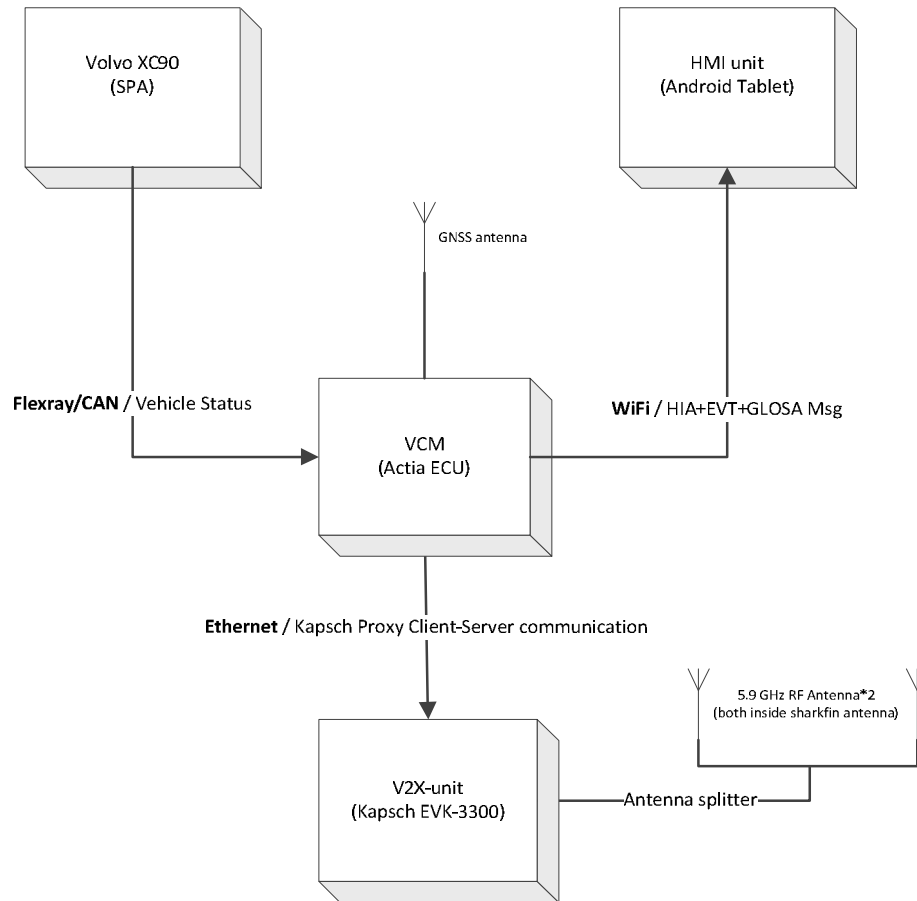 Volvo XC90
(SPA)
HMI unit
(Android Tablet)
GNSS antenna
Flexray/CAN / Vehicle Status
WiFi / HIA+EVT+GLOSA Msg
VCM
(Actia ECU)
Ethernet / Kapsch Proxy Client-Server communication
5.9 GHz RF Antenna*2
(both inside sharkfin antenna)
V2X-unit
(Kapsch EVK-3300)
Antenna splitter